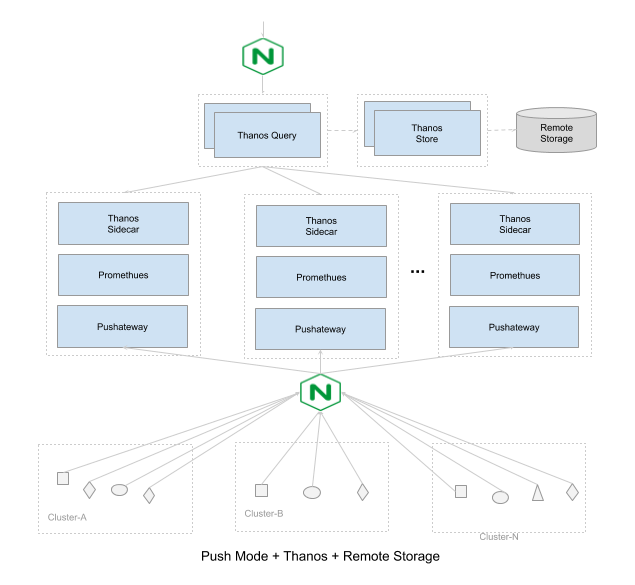 N
Thanos Query
Thanos
Store
Remote
Storage
Thanos
Sidecar
Thanos
Sidecar
Thanos
Sidecar
Promethues
Promethues
Promethues
...
Pushateway
Pushateway
Pushateway
N
Cluster-A
Cluster-B
Cluster-N
Push Mode + Thanos + Remote Storage